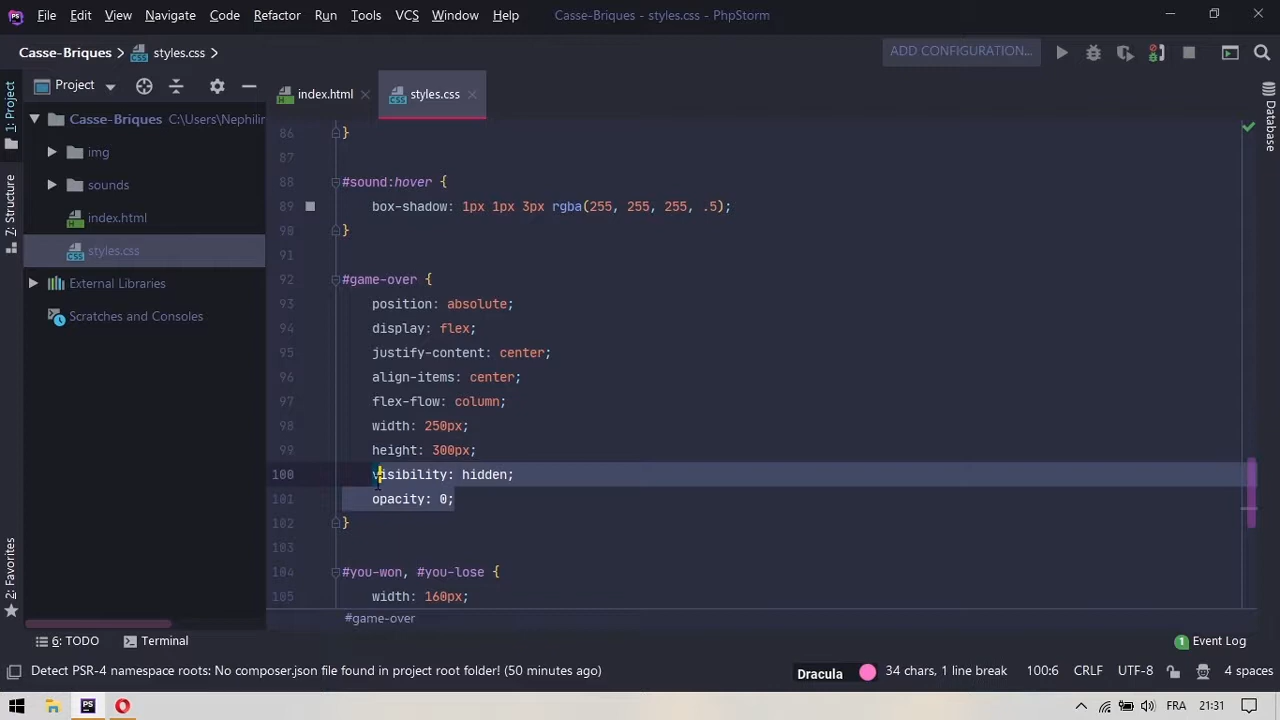 PS File Edit View Navigate Code Refactor Run Tools VCS Window Help Casse-Briques - styles.css - PhpStorm
Casse-Briques styles.css ADD CONFIGURATION...
1: Project
Project
index.html styles.css
Database
Casse-Briques C:\Users\Nephilin
img
sounds
index.html
styles.css
External Libraries
Scratches and Consoles
Z: Structure
2: Favorites
86 }
87
88 #sound:hover {
89 box-shadow: 1px 1px 3px rgba(255, 255, 255, .5);
90 }
91
92 #game-over {
93 position: absolute;
94 display: flex;
95 justify-content: center;
96 align-items: center;
97 flex-flow: column;
98 width: 250px;
99 height: 300px;
100 visibility: hidden;
101 opacity: 0;
102 }
103
104 #you-won, #you-lose {
105 width: 160px;
#game-over
6: TODO Terminal 1 Event Log
Detect PSR-4 namespace roots: No composer.json file found in project root folder! (50 minutes ago) Dracula 34 chars, 1 line break 100:6 CRLF UTF-8 4 spaces
PS FRA 21:31